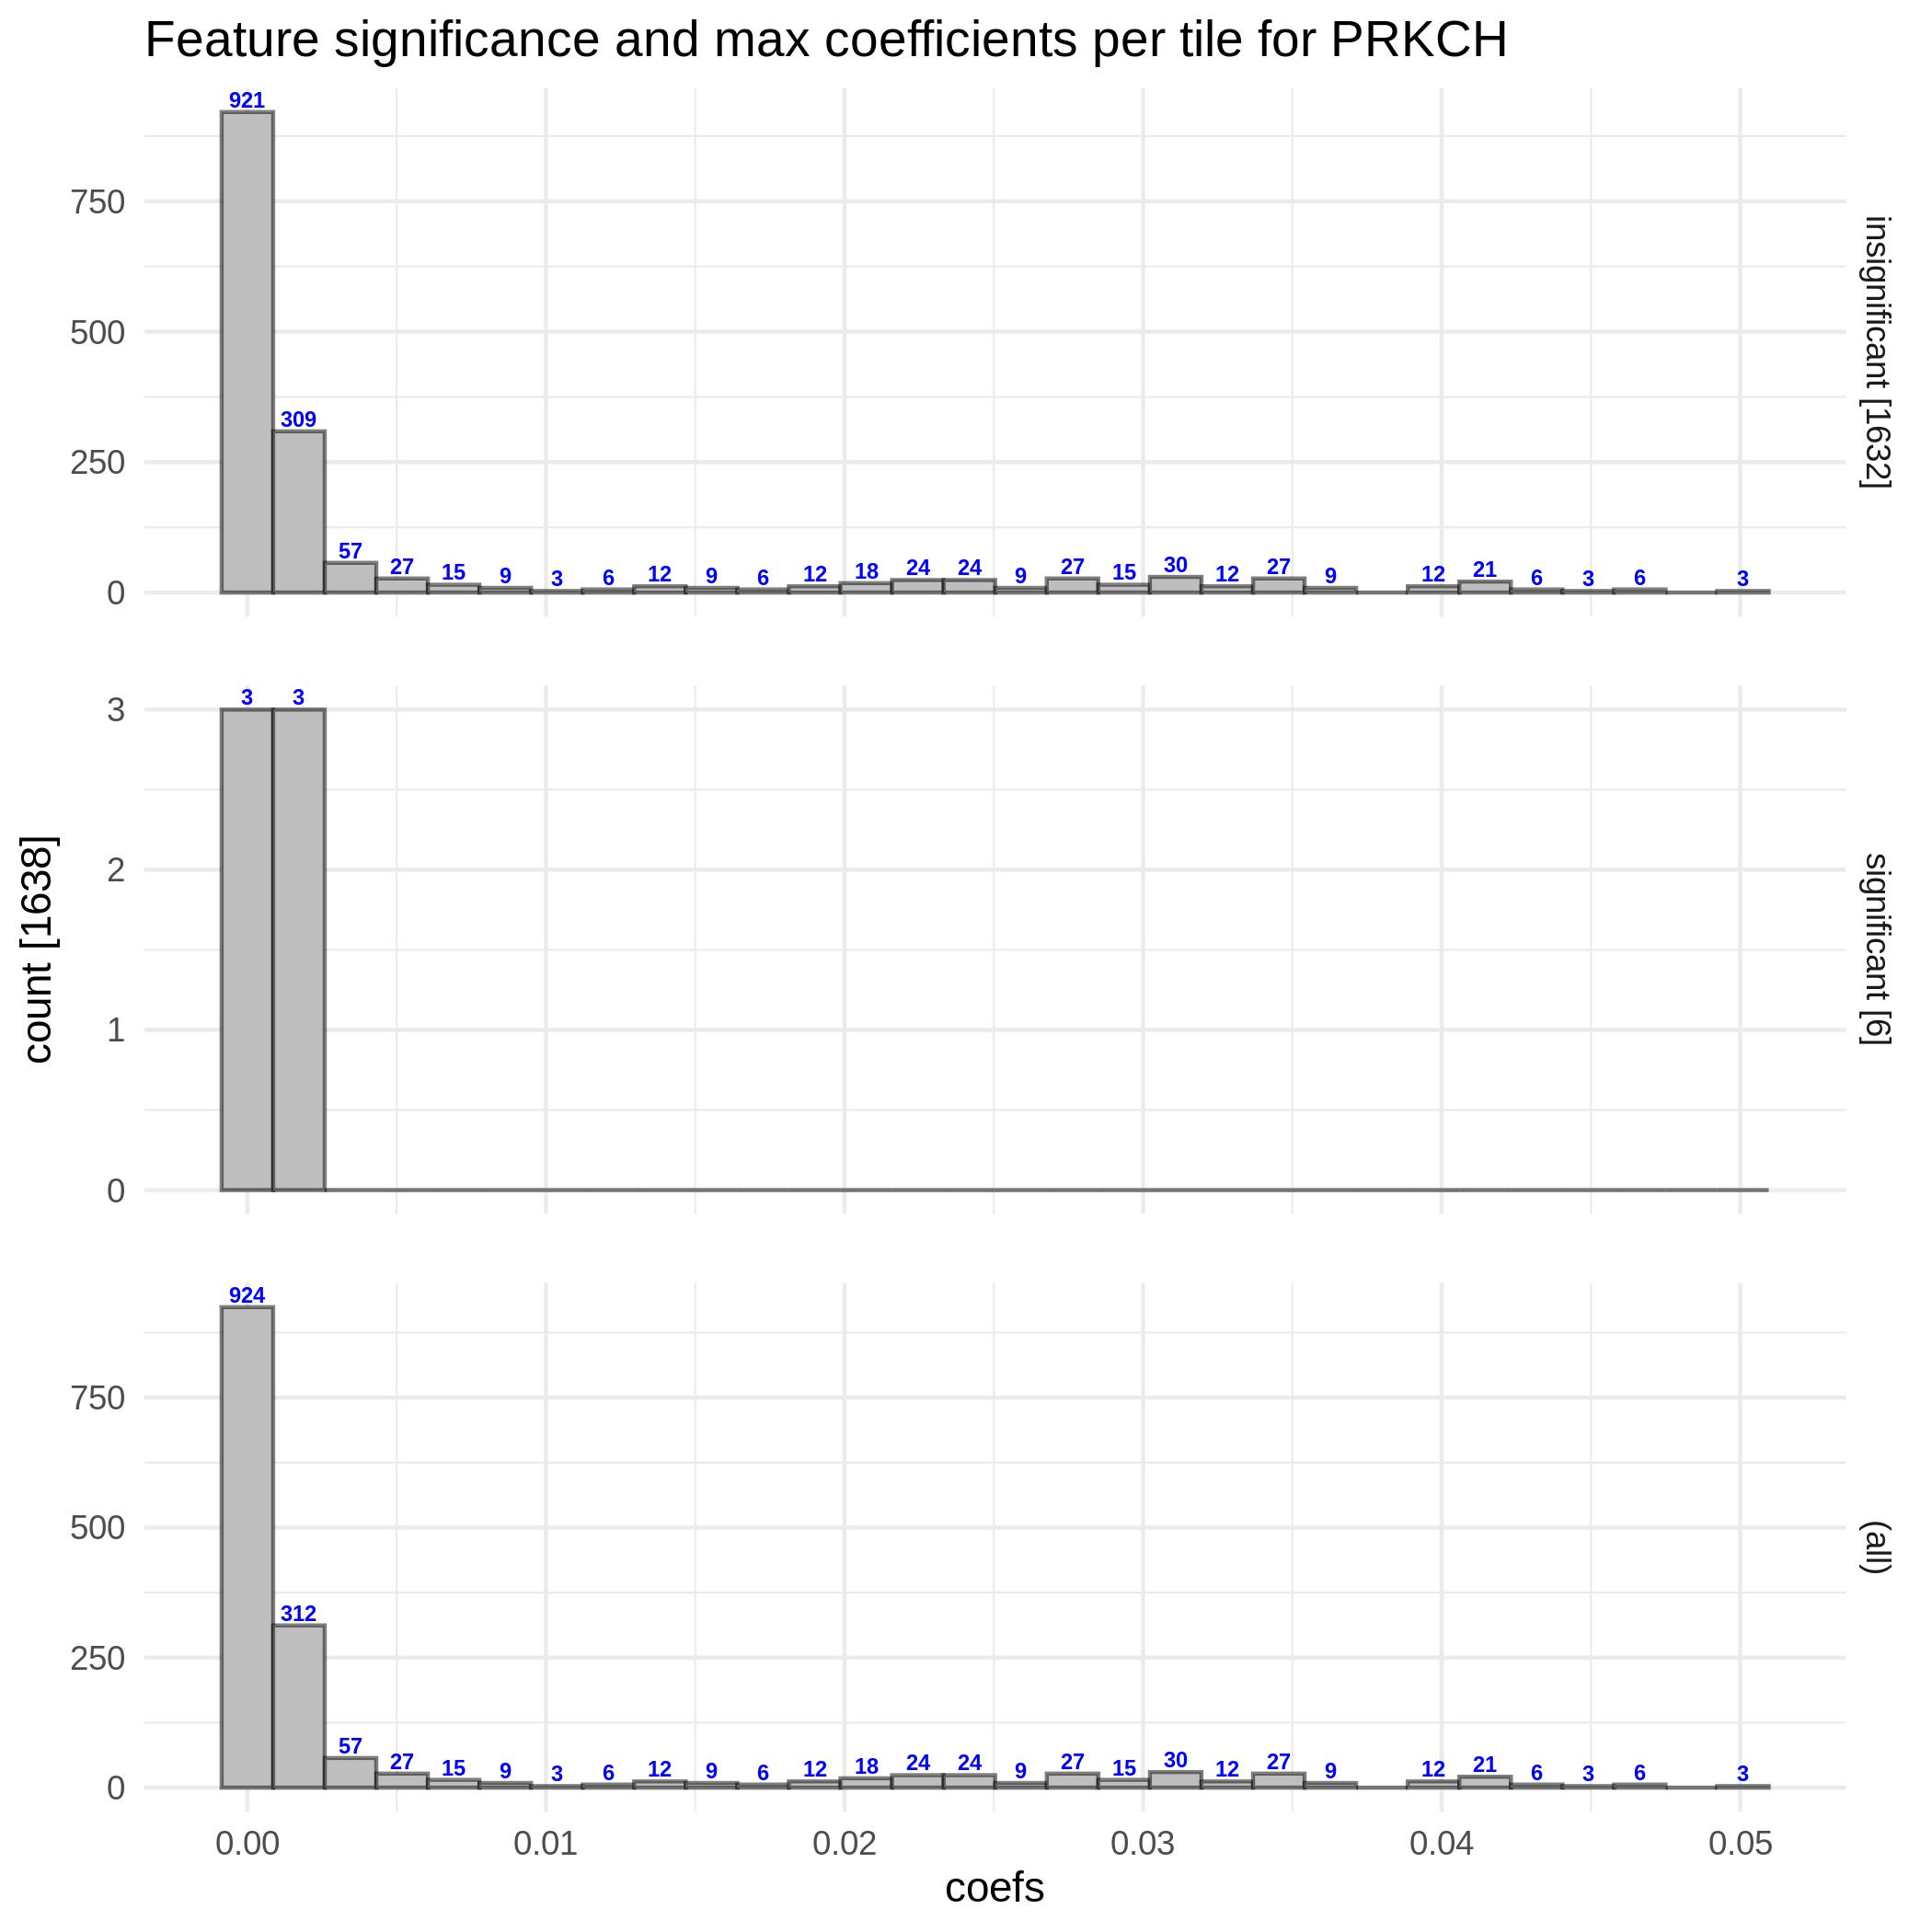 Feature significance and max coefficients per tile for PRKCH
count [1638]
921
309
57 27 15 9 3 6 12 9 6 12 18 24 24 9 27 15 30 12 27 9 12 21 6 3 6 3
750
500
250
0
insignificant [1632]
3 3
3
2
1
0
significant [6]
924
312
57 27 15 9 3 6 12 9 6 12 18 24 24 9 27 15 30 12 27 9 12 21 6 3 6 3
750
500
250
0
(all)
0.00 0.01 0.02 0.03 0.04 0.05
coefs